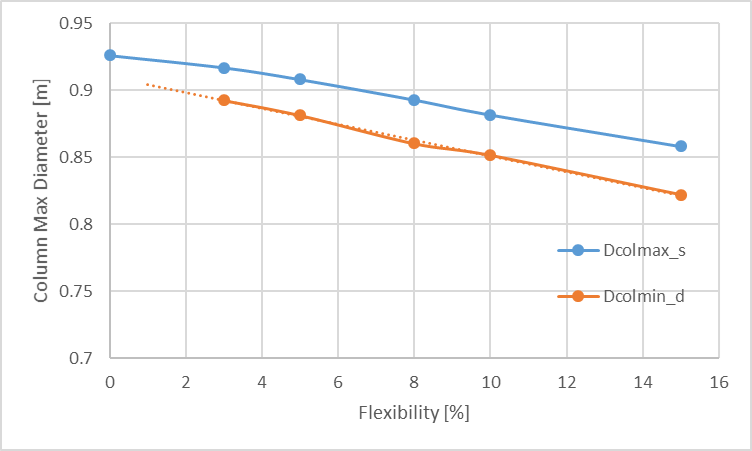 0.95
0.9
0.85
0.8
0.75
0.7
Column Max Diameter [m]
Dcolmax_s
Dcolmin_d
0 2 4 6 8 10 12 14 16
Flexibility [%]